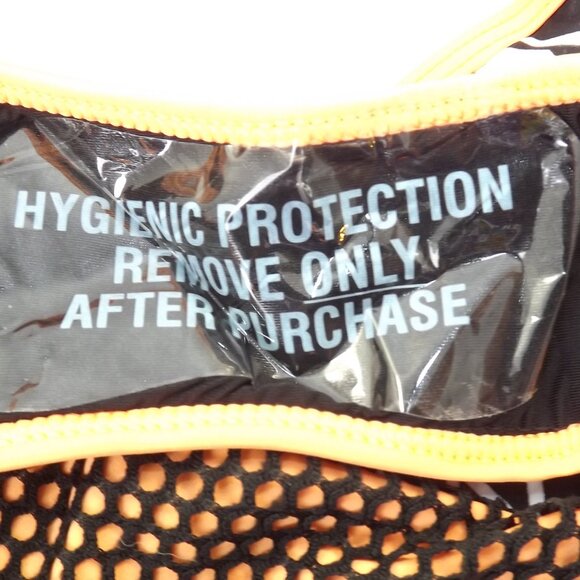 HYGIENIC PROTECTION
REMOVE ONLY
AFTER PURCHASE